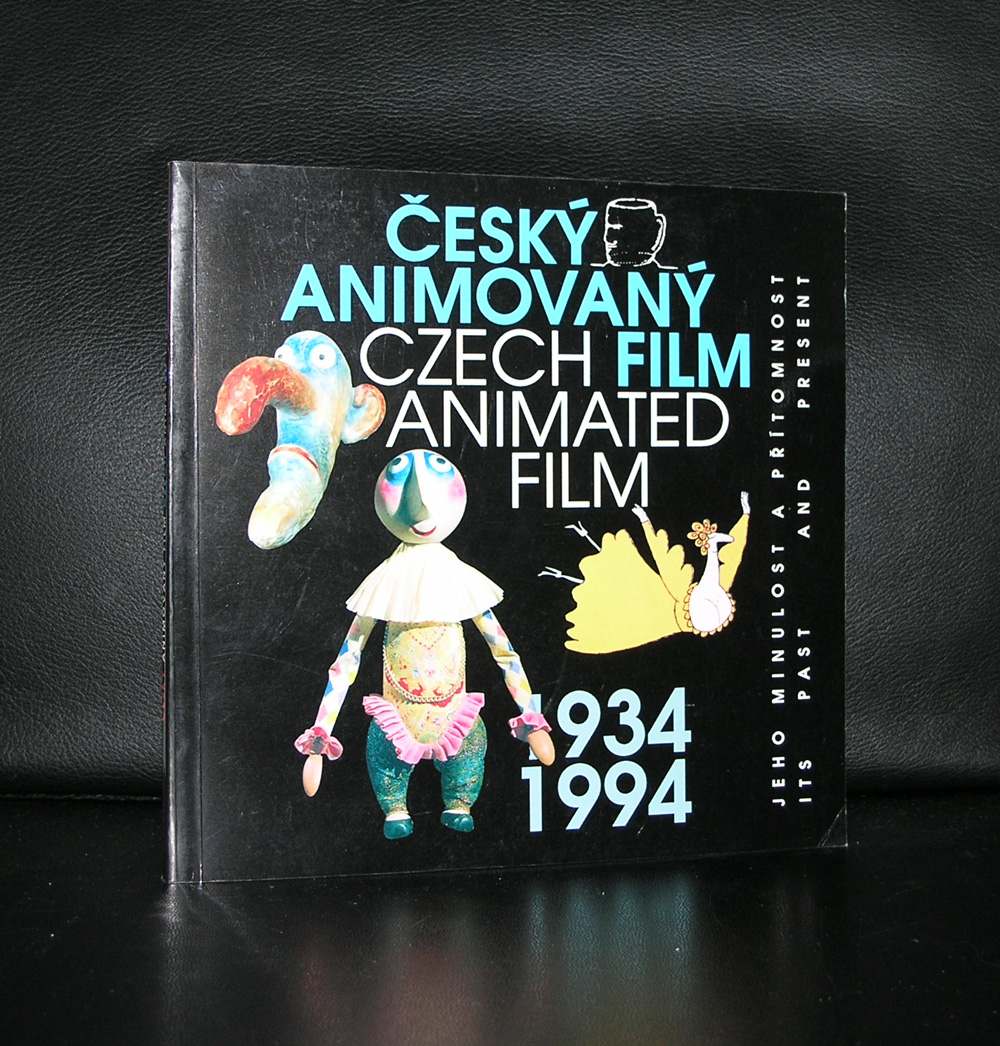 ČESKÝ
ANIMOVANÝ
CZECH FILM
ANIMATED
FILM
1934
1994
JEHO MINULOST A PŘÍTOMNOST
ITS PAST AND PRESENT